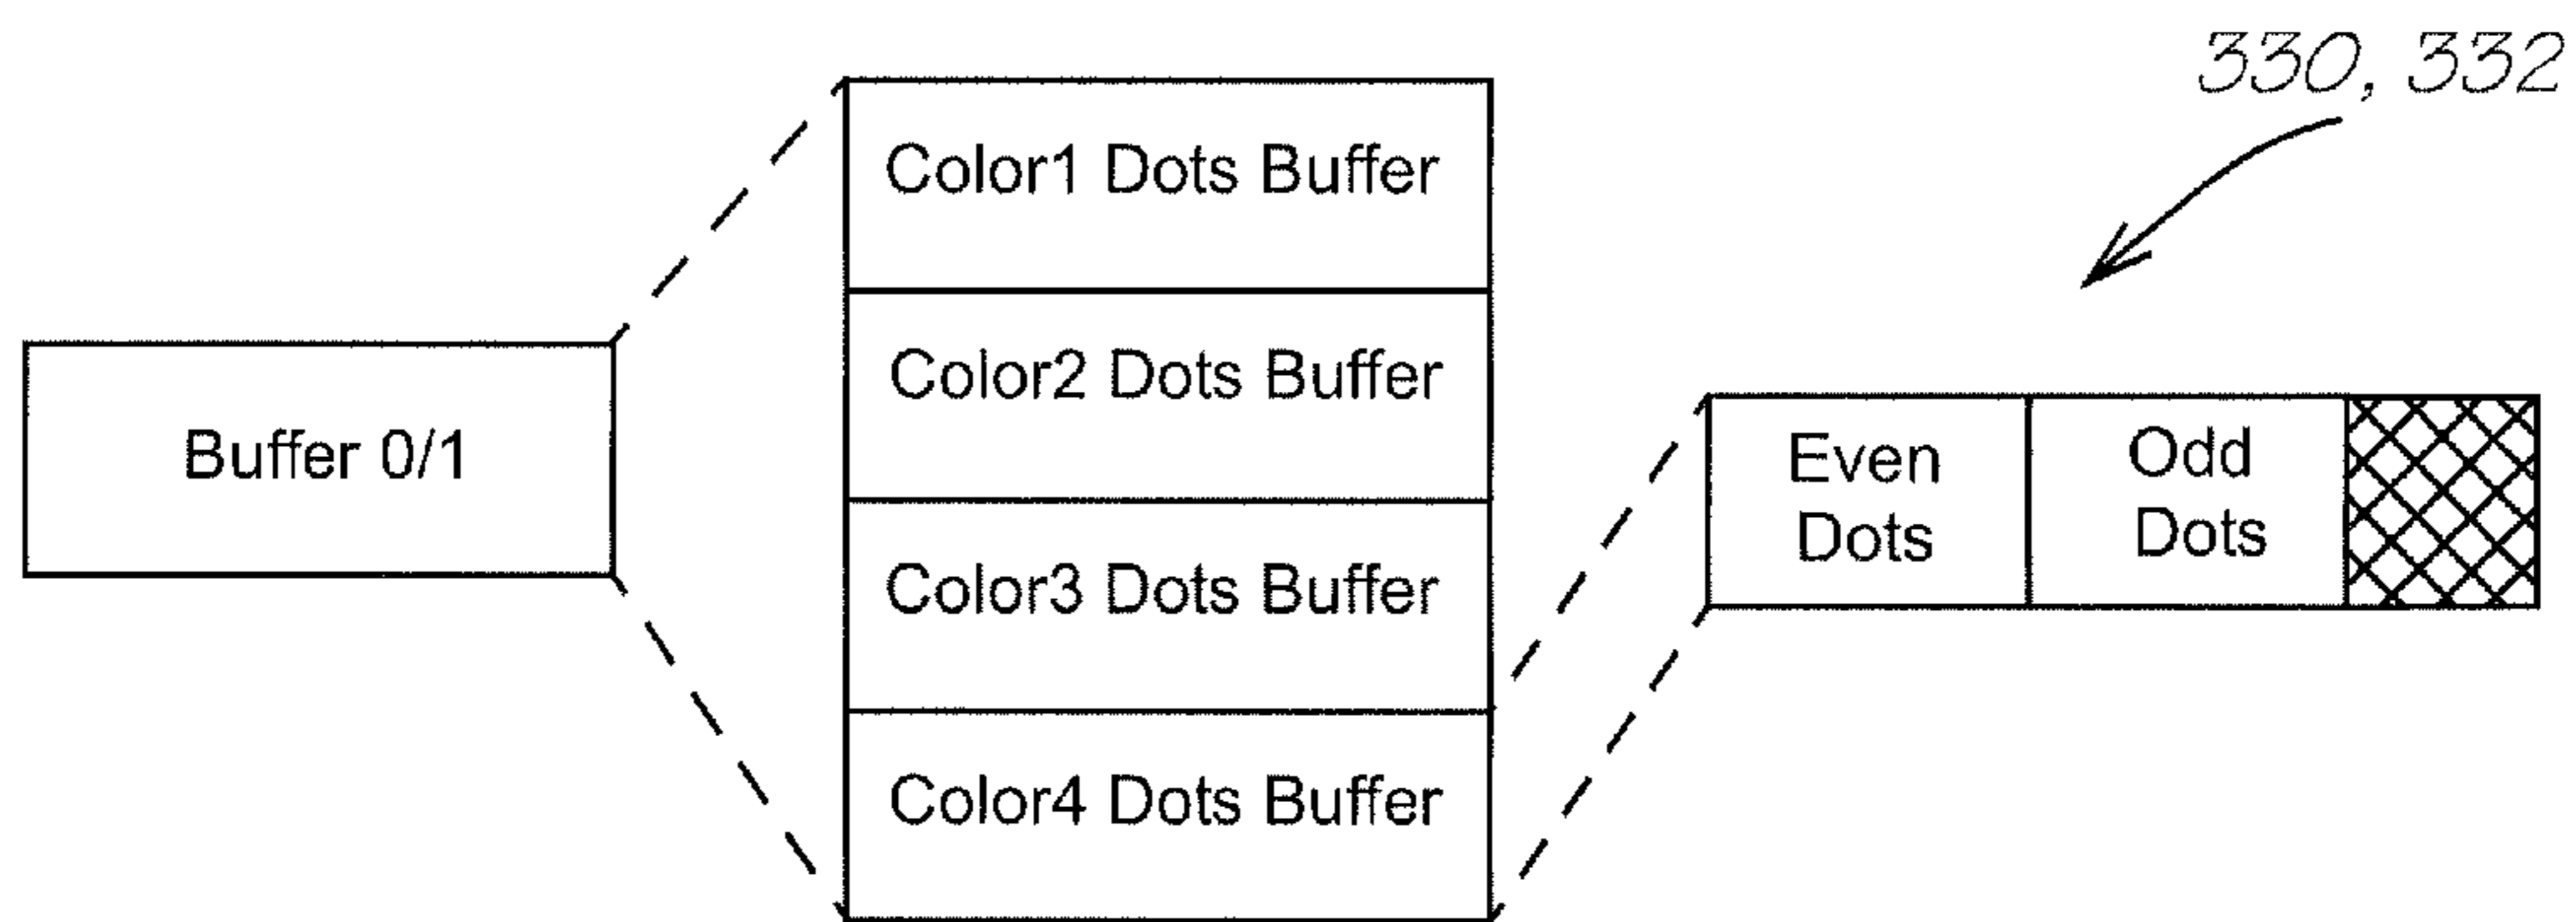 330, 332
Color1 Dots Buffer
Color2 Dots Buffer
Buffer 0/1
Even
Dots
Odd
Dots
Color3 Dots Buffer
Color4 Dots Buffer